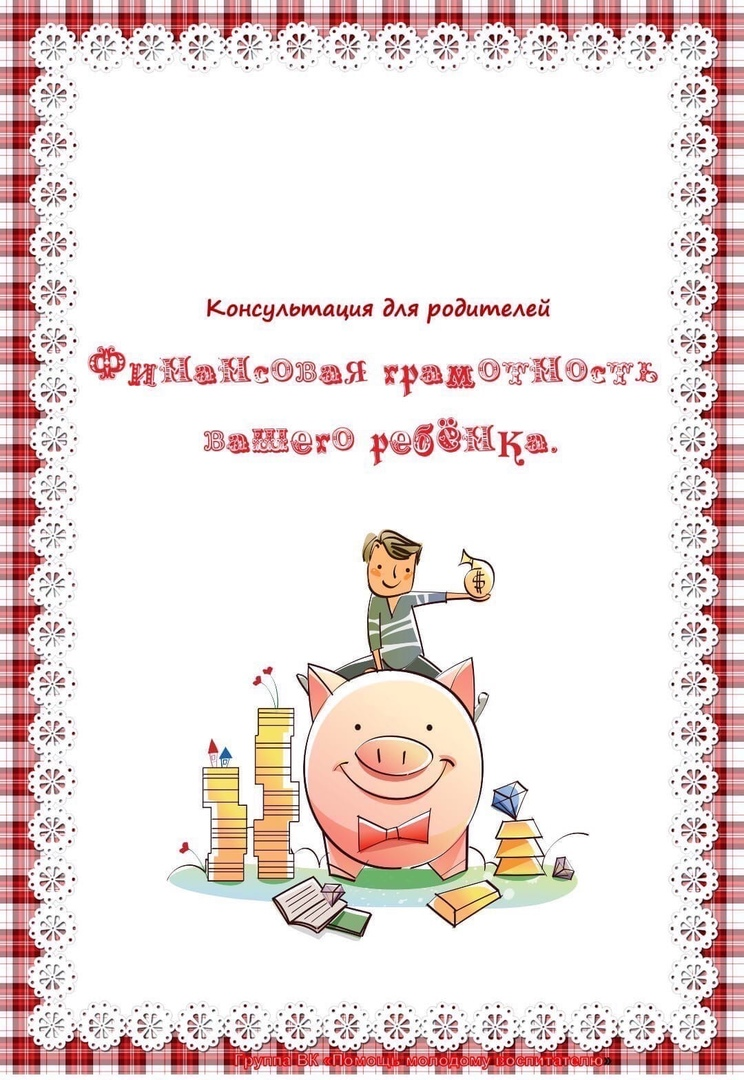 Консультация для родителей
Финансовая грамотность
вашего ребёнка.
$
Группа ВК «Помощь молодому воспитателю»